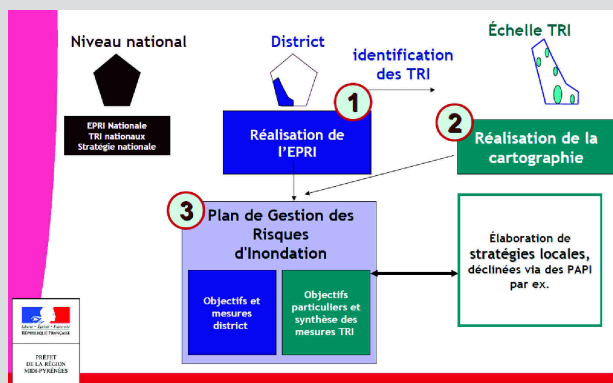 Niveau national
District
Échelle TRI
identification
des TRI
EPRI Nationale
TRI nationaux
Stratégie nationale
1
Réalisation de
l'EPRI
2
Réalisation de la
cartographie
3
Plan de Gestion des
Risques
d'Inondation
Objectifs et
mesures
district
Objectifs
particuliers et
synthèse des
mesures TRI
Élaboration de
stratégies locales,
déclinées via des PAPI
par ex.
Liberté • Égalité • Fraternité
RÉPUBLIQUE FRANÇAISE
PRÉFET
DE LA RÉGION
MIDI-PYRÉNÉES